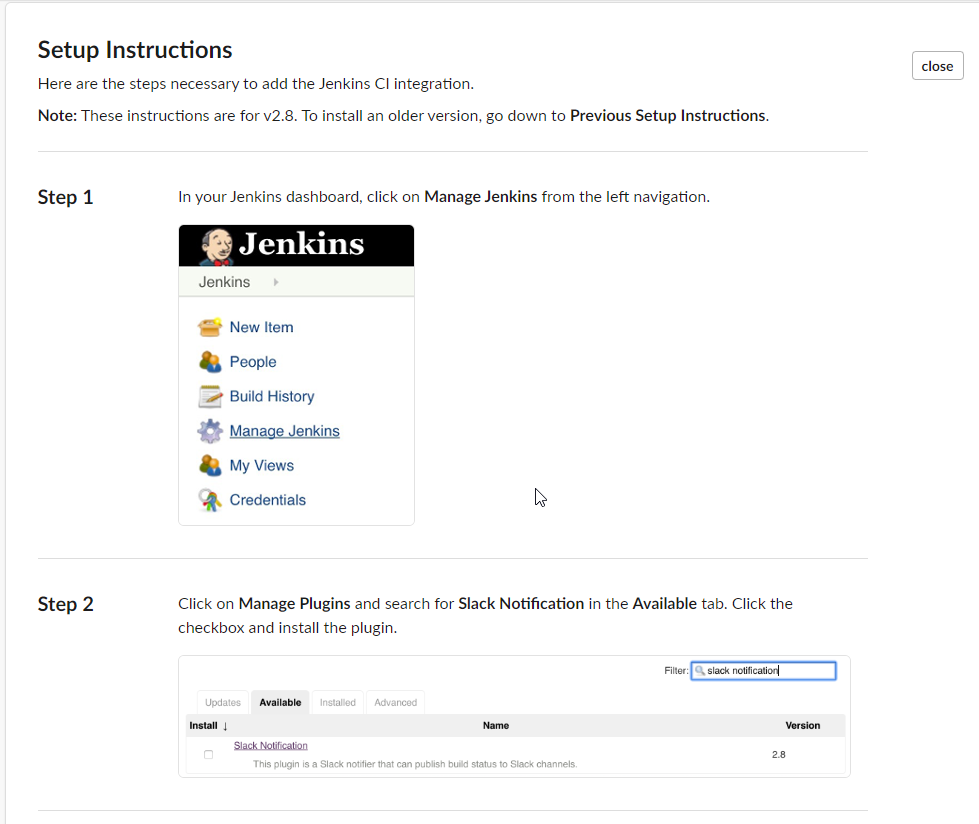 Setup Instructions
close
Here are the steps necessary to add the Jenkins CI integration.
Note: These instructions are for v2.8. To install an older version, go down to Previous Setup Instructions.
Step 1
In your Jenkins dashboard, click on Manage Jenkins from the left navigation.
Jenkins
Jenkins
New Item
People
Build History
Manage Jenkins
My Views
Credentials
Step 2
Click on Manage Plugins and search for Slack Notification in the Available tab. Click the
checkbox and install the plugin.
Filter: slack notification
Updates Available Installed Advanced
Install ↓ Name Version
Slack Notification
2.8
This plugin is a Slack notifier that can publish build status to Slack channels.